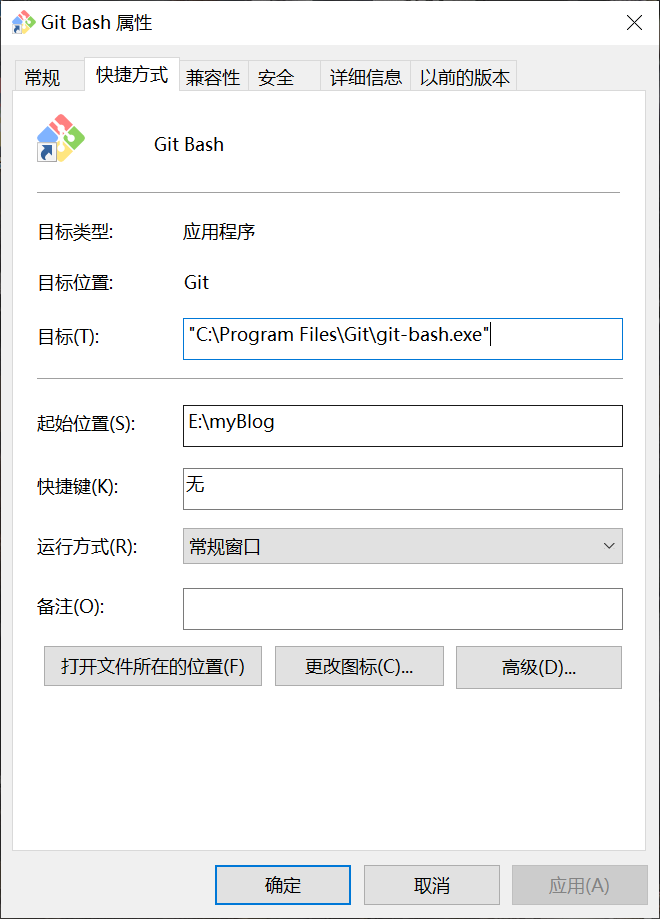 Git Bash 属性
常规 快捷方式 兼容性 安全 详细信息 以前的版本
Git Bash
目标类型: 应用程序
目标位置: Git
目标(T): "C:\Program Files\Git\git-bash.exe"
起始位置(S): E:\myBlog
快捷键(K): 无
运行方式(R): 常规窗口
备注(O):
打开文件所在的位置(F) 更改图标(C)... 高级(D)...
确定 取消 应用(A)